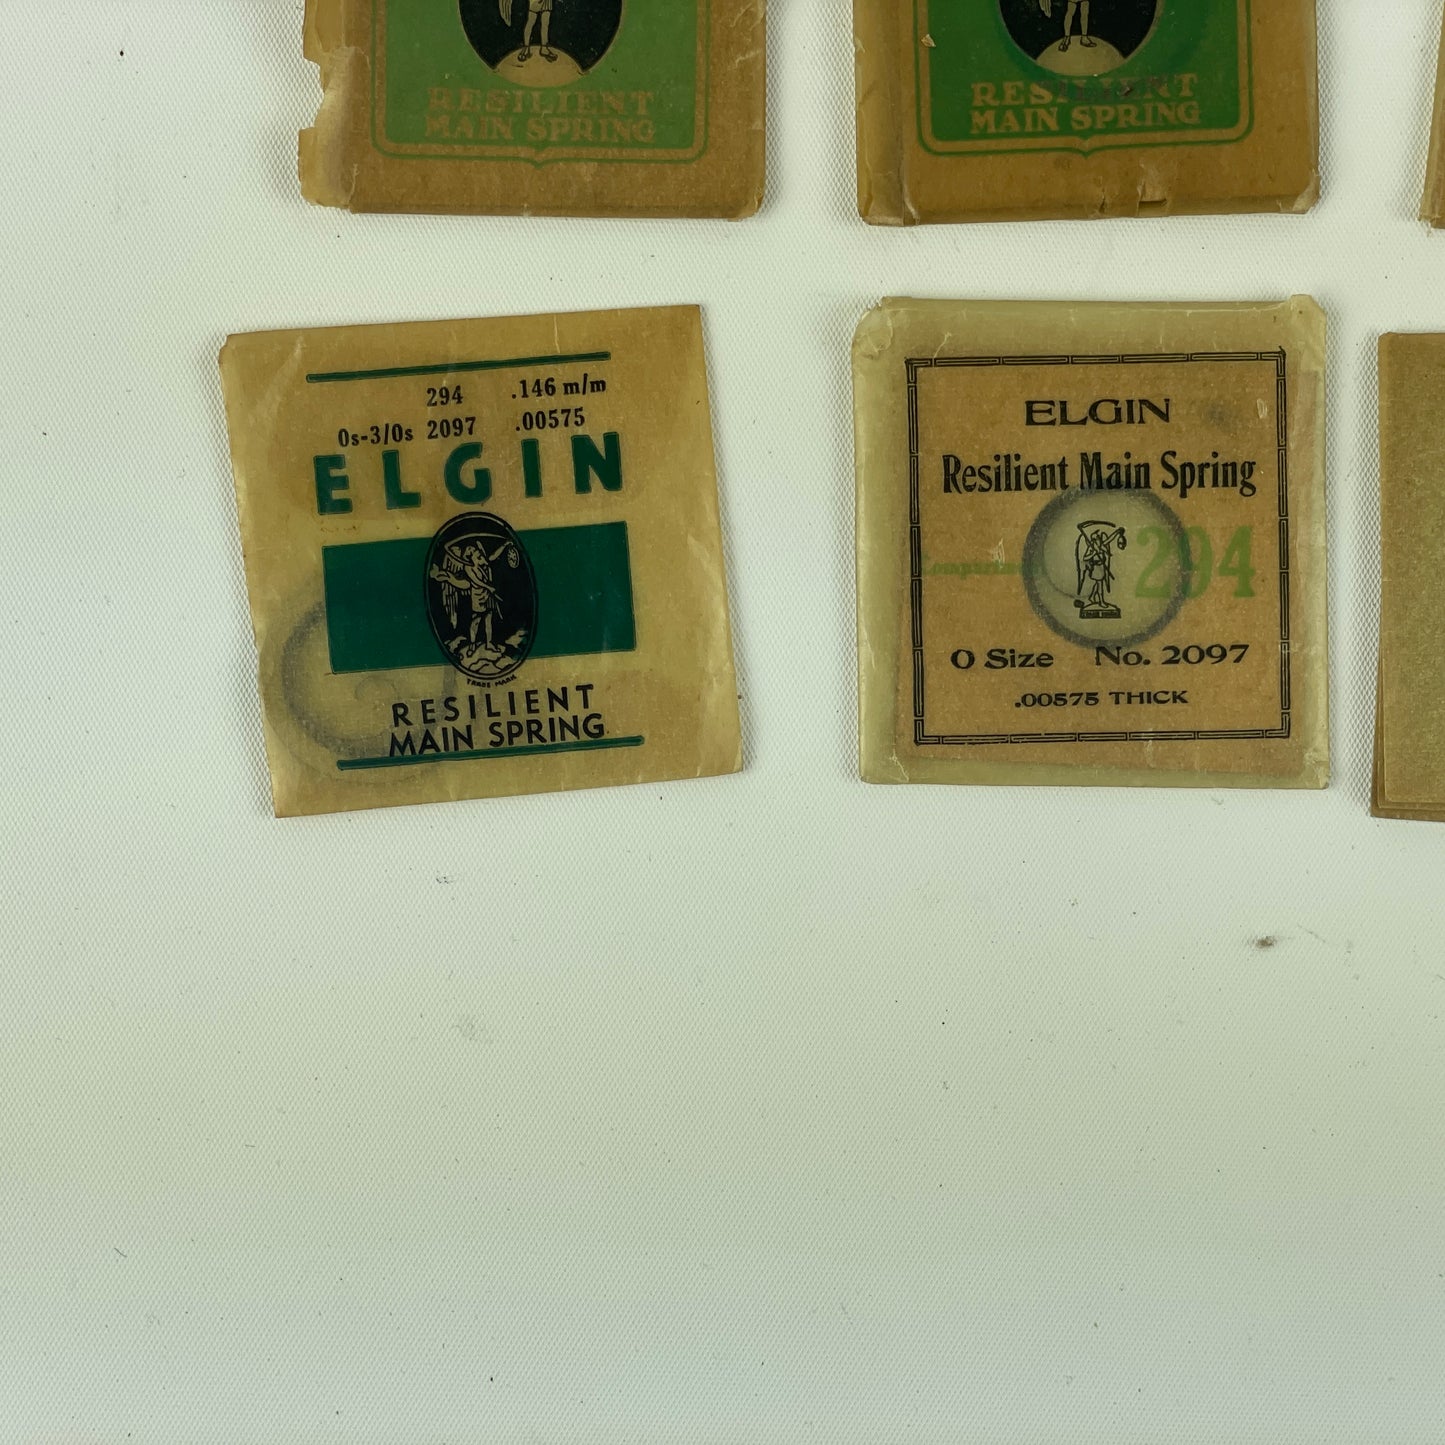 RESILIENT
MAIN SPRING
RESILIENT
MAIN SPRING
294 .146 m/m
0s-3/0s 2097 .00575
ELGIN
TRADE MARK
RESILIENT
MAIN SPRING
ELGIN
Resilient Main Spring
294
O Size No. 2097
.00575 THICK